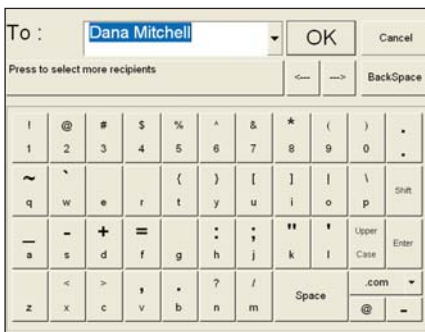 To : Dana Mitchell OK Cancel
Press to select more recipients <--- ---> BackSpace
! @ # $ % ^ & * ( ) .
1 2 3 4 5 6 7 8 9 0 .
~ ` { } [ ] | \ Shift
q w e r t y u i o p
_ - + = : ; " ' Upper Case Enter
a s d f g h j k l
< > , . ? / Space .com
z x c v b n m @ -